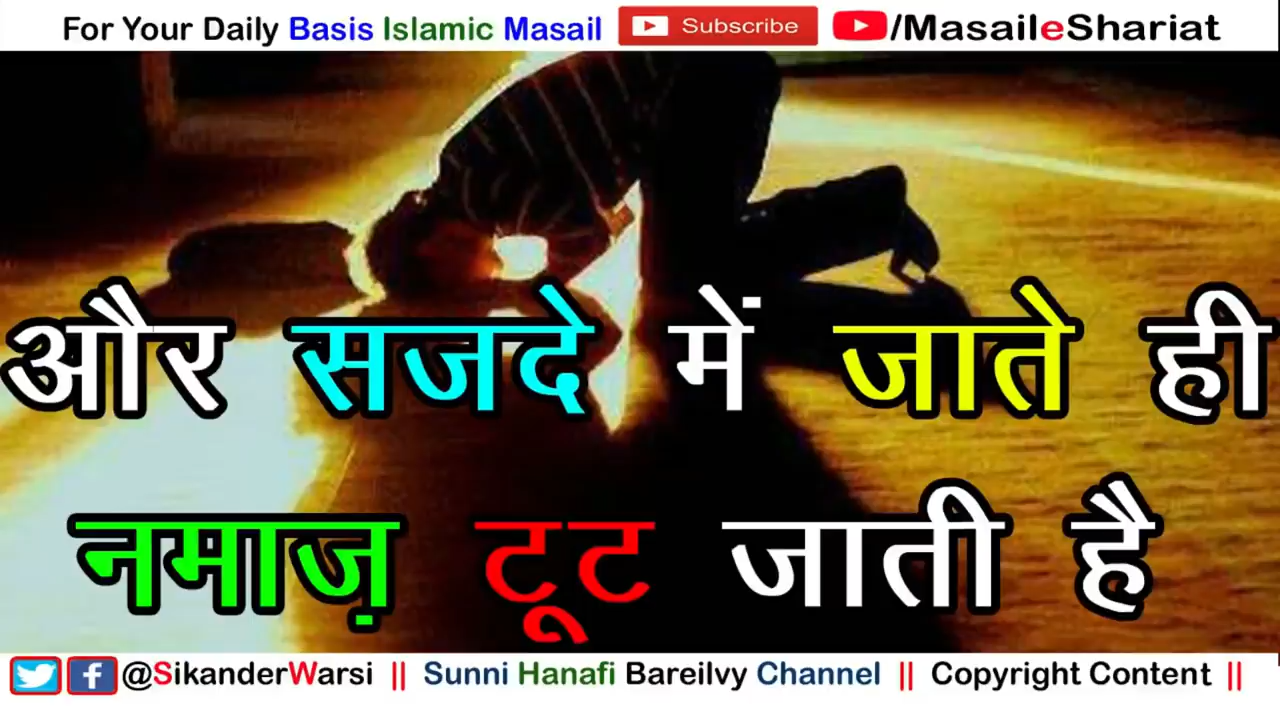 For Your Daily Basis Islamic Masail Subscribe /MasaileShariat
और सजदे में जाते ही
नमाज़ टूट जाती है
@SikanderWarsi || Sunni Hanafi Bareilvy Channel || Copyright Content ||